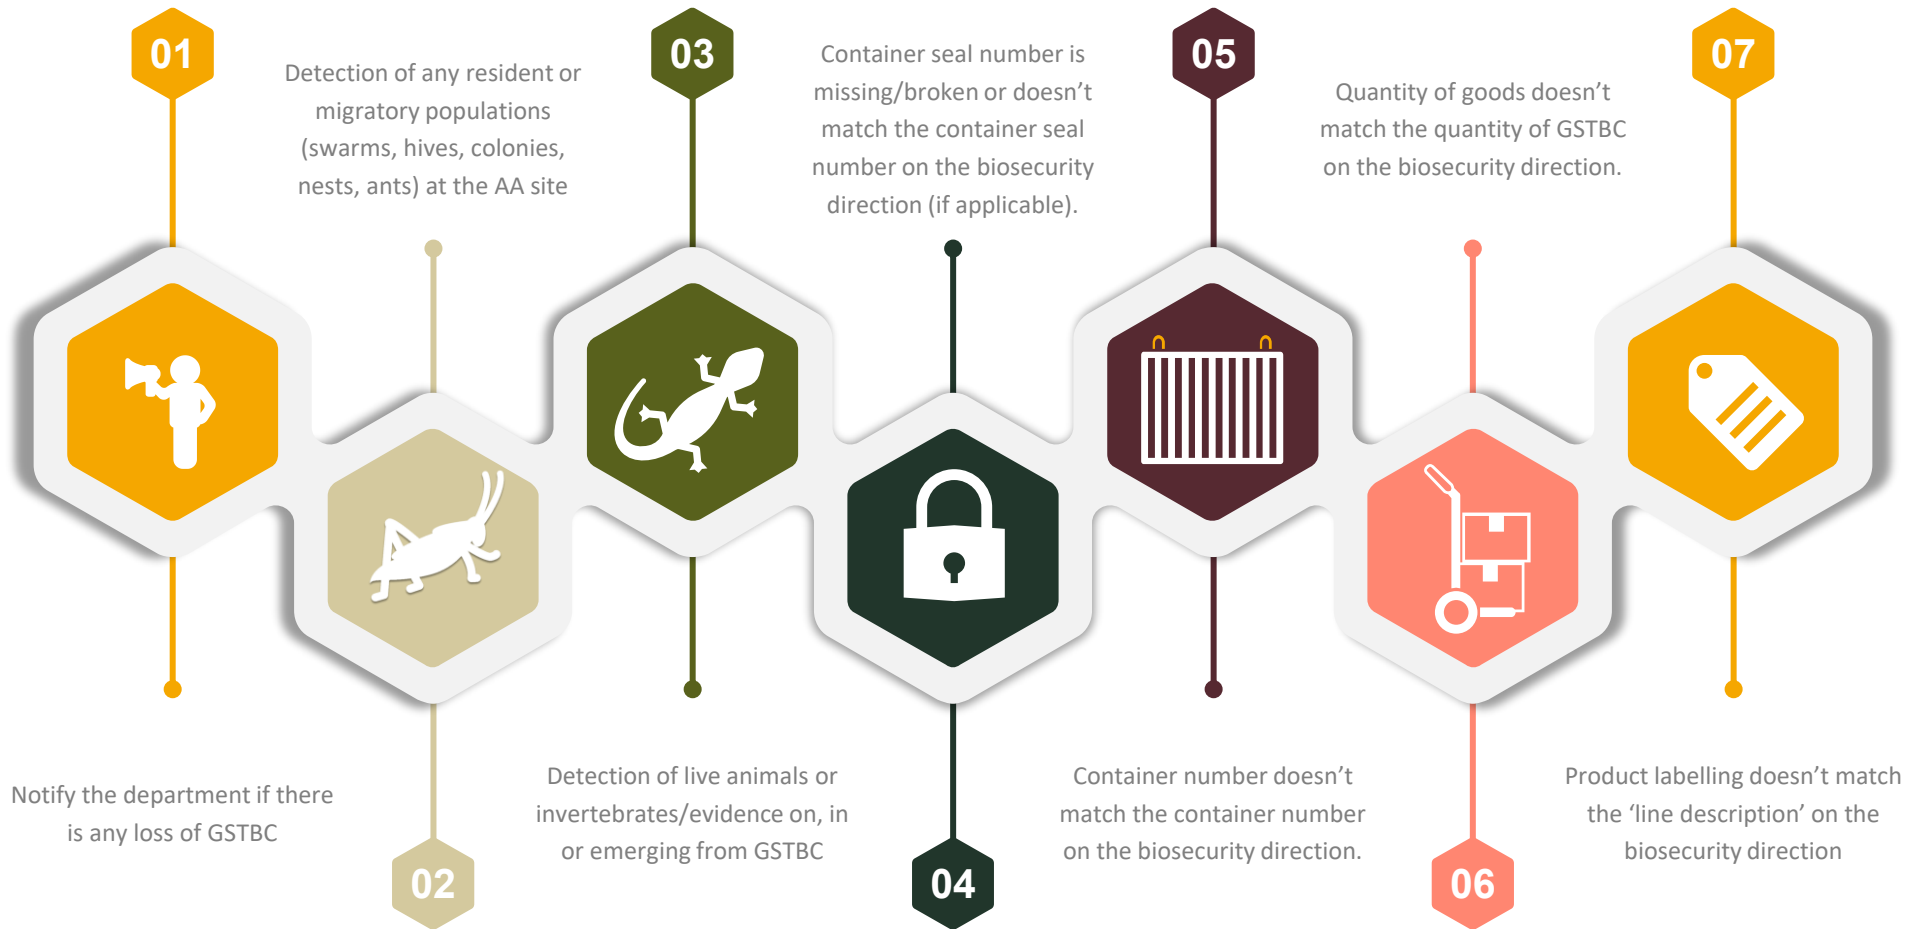 01
Notify the department if there
is any loss of GSTBC
Detection of any resident or
migratory populations
(swarms, hives, colonies,
nests, ants) at the AA site
02
03
Detection of live animals or
invertebrates/evidence on, in
or emerging from GSTBC
Container seal number is
missing/broken or doesn’t
match the container seal
number on the biosecurity
direction (if applicable).
04
05
Container number doesn’t
match the container number
on the biosecurity direction.
Quantity of goods doesn’t
match the quantity of GSTBC
on the biosecurity direction.
06
07
Product labelling doesn’t match
the ‘line description’ on the
biosecurity direction